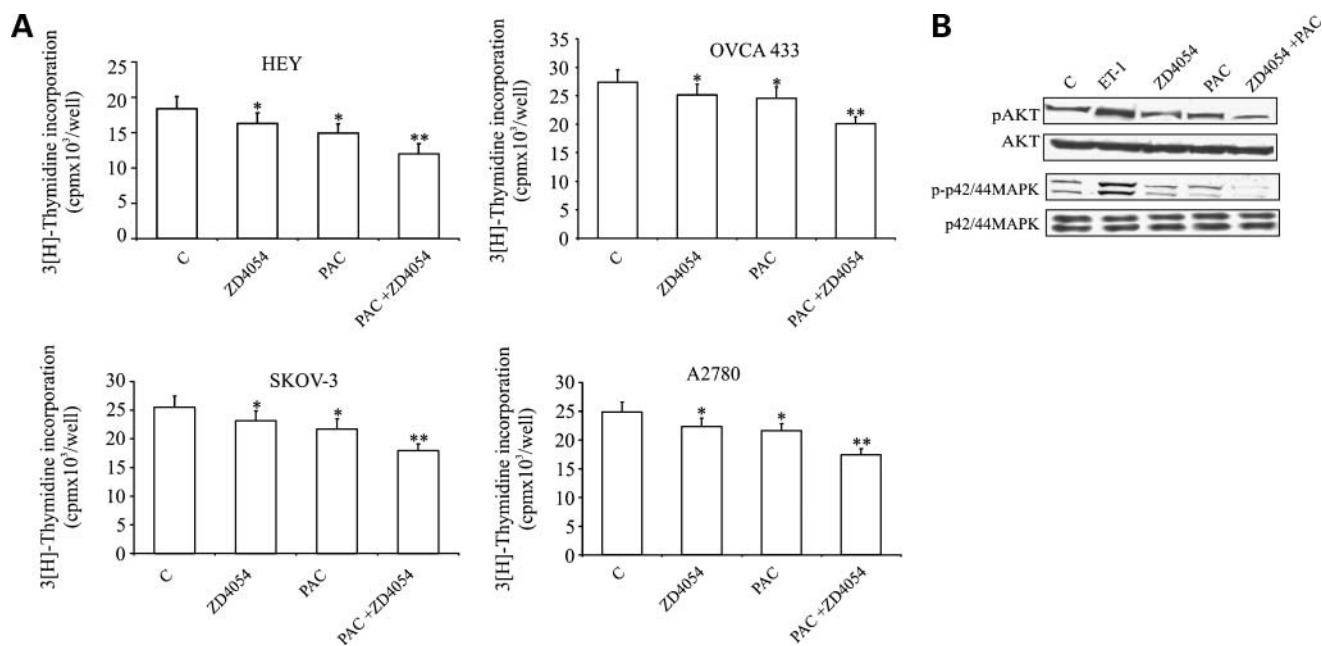 A
HEY
3[H]-Thymidine incorporation
(cpmx10³/well)
25
20
15
10
5
0
*
*
**
C
ZD4054
PAC
PAC +ZD4054
OVCA 433
3[H]-Thymidine incorporation
(cpmx10³/well)
35
30
25
20
15
10
5
0
*
*
**
C
ZD4054
PAC
PAC +ZD4054
SKOV-3
3[H]-Thymidine incorporation
(cpmx10³/well)
30
25
20
15
10
5
0
*
*
**
C
ZD4054
PAC
PAC +ZD4054
A2780
3[H]-Thymidine incorporation
(cpmx10³/well)
30
25
20
15
10
5
0
*
*
**
C
ZD4054
PAC
PAC +ZD4054
B
C ET-1 ZD4054 PAC ZD4054 +PAC
pAKT
AKT
p-p42/44MAPK
p42/44MAPK